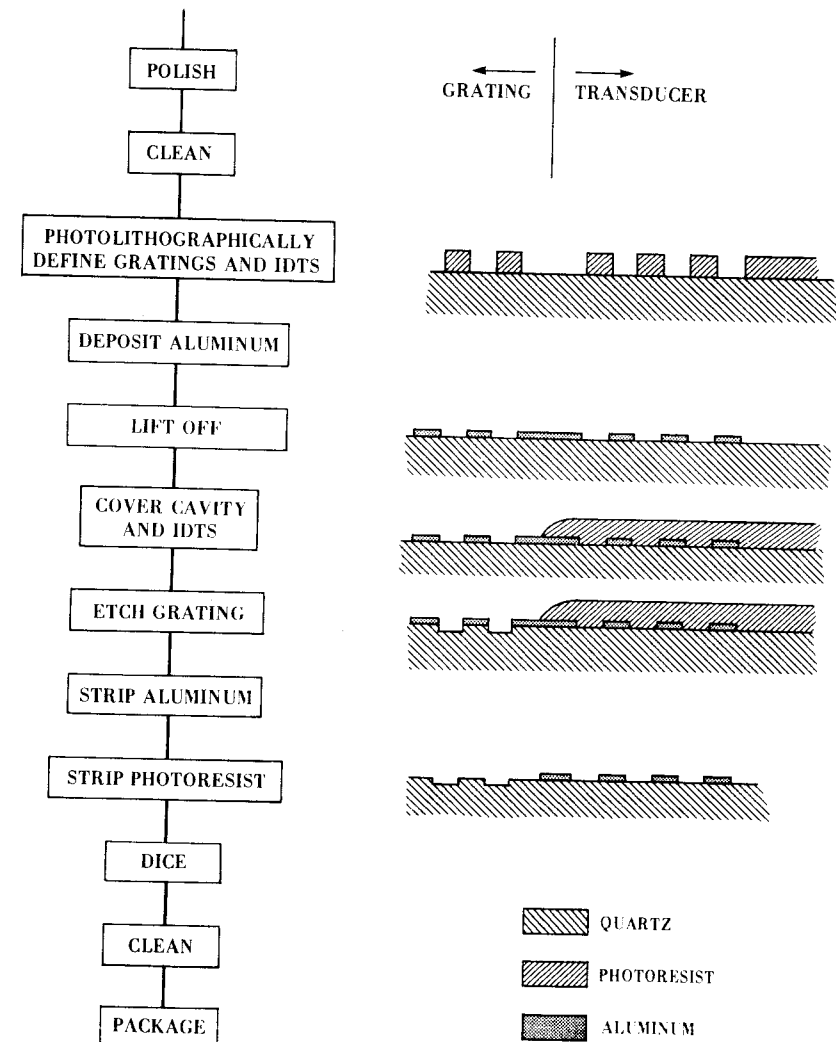 POLISH
CLEAN
PHOTOLITHOGRAPHICALLY
DEFINE GRATINGS AND IDTS
DEPOSIT ALUMINUM
LIFT OFF
COVER CAVITY
AND IDTS
ETCH GRATING
STRIP ALUMINUM
STRIP PHOTORESIST
DICE
CLEAN
PACKAGE
GRATING
TRANSDUCER
QUARTZ
PHOTORESIST
ALUMINUM